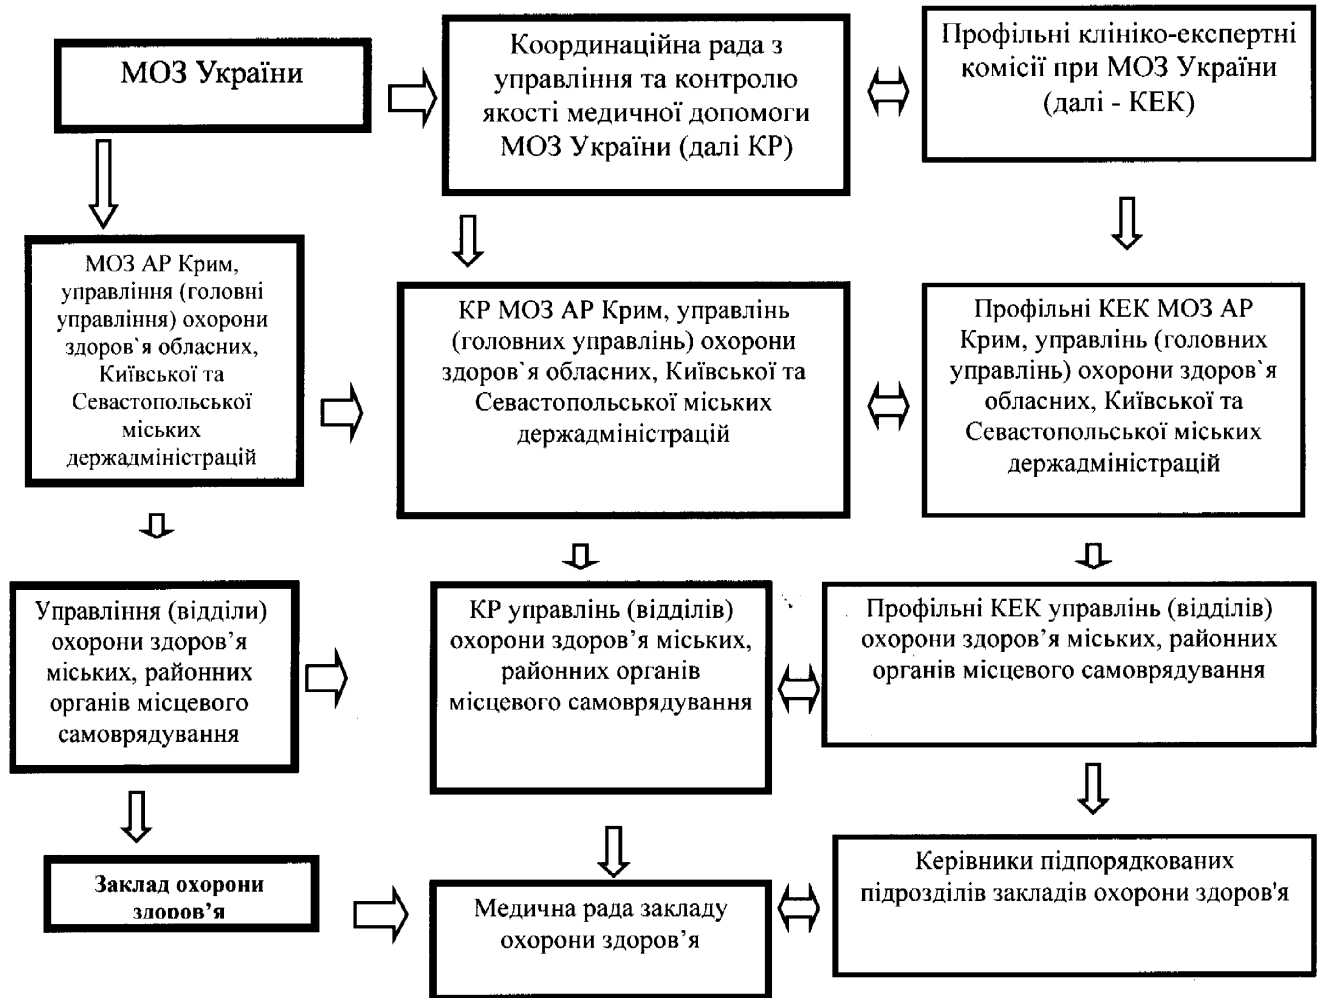 МОЗ України
Координаційна рада з
управління та контролю
якості медичної допомоги
МОЗ України (далі КР)
Профільні клініко-експертні
комісії при МОЗ України
(далі - КЕК)
МОЗ АР Крим,
управління (головні
управління) охорони
здоров`я обласних,
Київської та
Севастопольської
міських
держадміністрацій
КР МОЗ АР Крим, управлінь
(головних управлінь) охорони
здоров`я обласних, Київської та
Севастопольської міських
держадміністрацій
Профільні КЕК МОЗ АР
Крим, управлінь (головних
управлінь) охорони здоров`я
обласних, Київської та
Севастопольської міських
держадміністрацій
Управління (відділи)
охорони здоров’я
міських, районних
органів місцевого
самоврядування
КР управлінь (відділів)
охорони здоров’я міських,
районних органів
місцевого самоврядування
Профільні КЕК управлінь (відділів)
охорони здоров’я міських, районних
органів місцевого самоврядування
Заклад охорони
здоров’я
Медична рада закладу
охорони здоров’я
Керівники підпорядкованих
підрозділів закладів охорони здоров'я